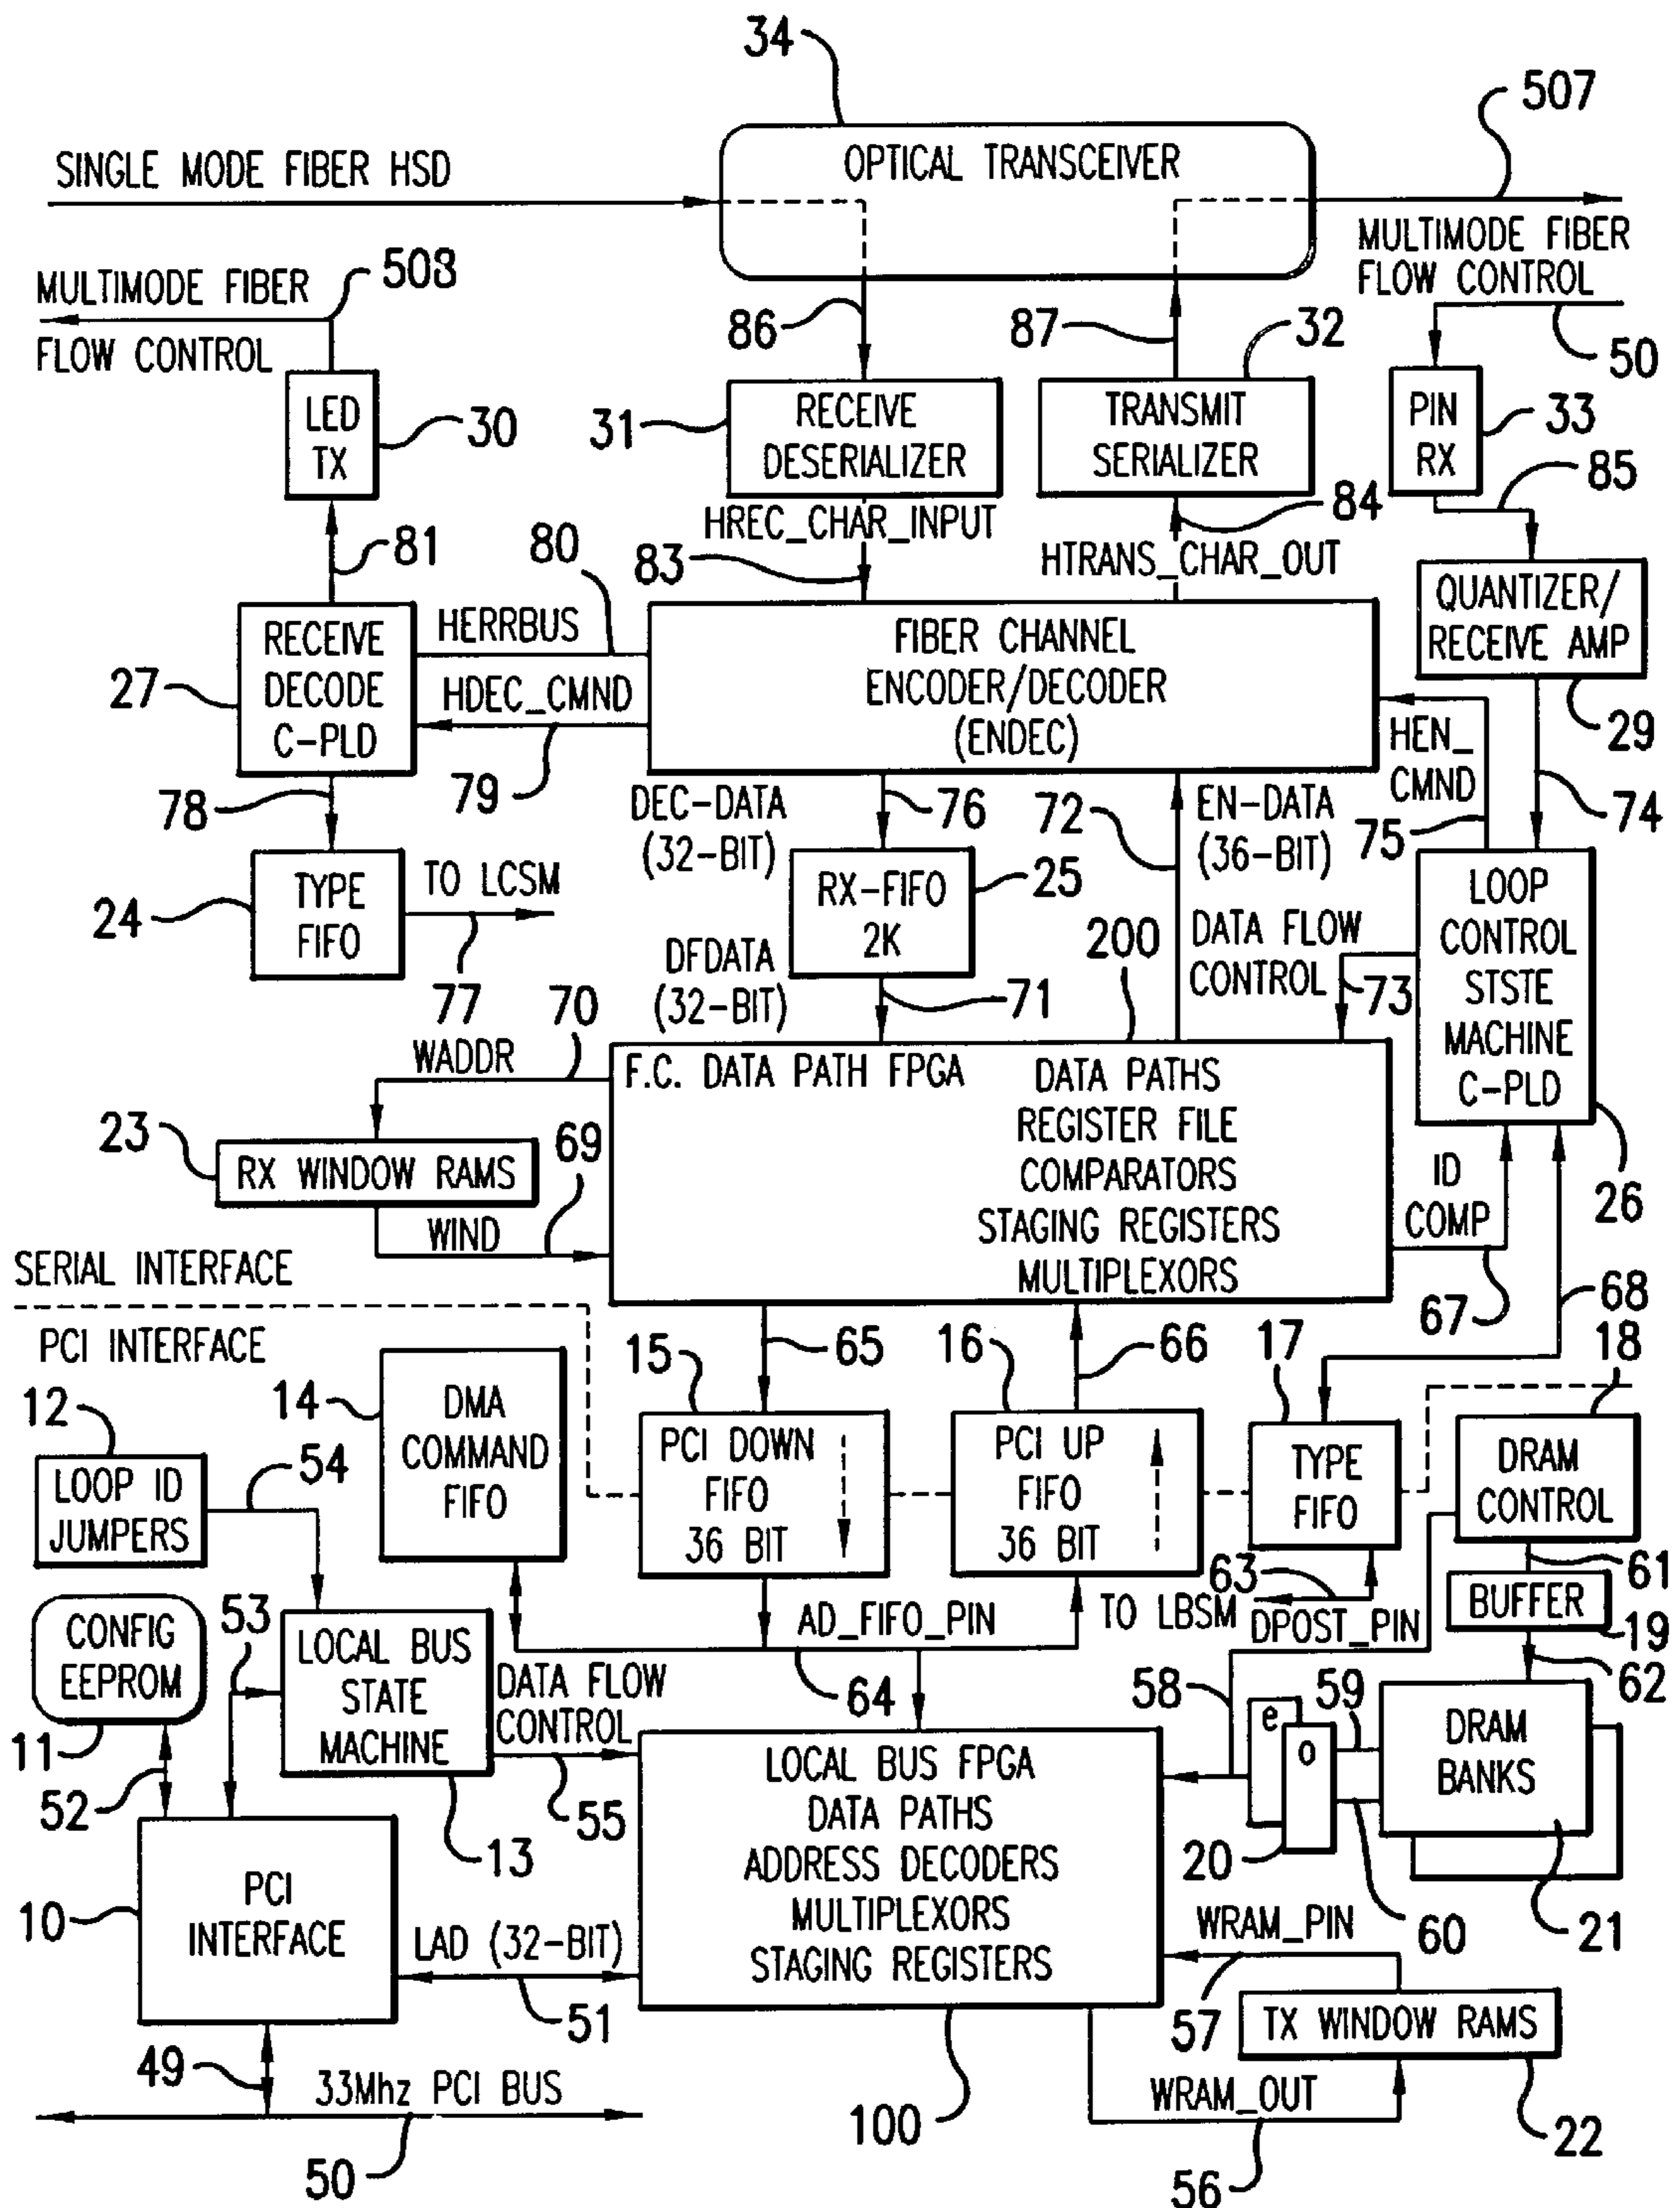 34
507
SINGLE MODE FIBER HSD
OPTICAL TRANSCEIVER
508
MULTIMODE FIBER
FLOW CONTROL
MULTIMODE FIBER
FLOW CONTROL
86
87
32
50
LED
TX
30
31
RECEIVE
DESERIALIZER
TRANSMIT
SERIALIZER
PIN
RX
33
85
HREC_CHAR_INPUT
84
81
80
83
HTRANS_CHAR_OUT
QUANTIZER/
RECEIVE AMP
29
27
RECEIVE
DECODE
C-PLD
HERRBUS
HDEC_CMND
79
FIBER CHANNEL
ENCODER/DECODER
(ENDEC)
HEN_
CMND
75
74
78
DEC-DATA
(32-BIT)
76
72
EN-DATA
(36-BIT)
24
TYPE
FIFO
TO LCSM
77
RX-FIFO
2K
25
200
DATA FLOW
CONTROL
73
LOOP
CONTROL
STSTE
MACHINE
C-PLD
26
DFDATA
(32-BIT)
71
70
WADDR
23
RX WINDOW RAMS
69
WIND
F.C. DATA PATH FPGA
DATA PATHS
REGISTER FILE
COMPARATORS
STAGING REGISTERS
MULTIPLEXORS
ID
COMP
67
68
SERIAL INTERFACE
PCI INTERFACE
65
66
12
LOOP ID
JUMPERS
54
14
DMA
COMMAND
FIFO
15
PCI DOWN
FIFO
36 BIT
16
PCI UP
FIFO
36 BIT
17
TYPE
FIFO
18
DRAM
CONTROL
61
63
TO LBSM
DPOST_PIN
BUFFER
19
62
CONFIG
EEPROM
11
53
52
LOCAL BUS
STATE
MACHINE
13
AD_FIFO_PIN
64
DATA FLOW
CONTROL
55
58
e
o
20
59
60
DRAM
BANKS
21
10
PCI
INTERFACE
LAD (32-BIT)
51
LOCAL BUS FPGA
DATA PATHS
ADDRESS DECODERS
MULTIPLEXORS
STAGING REGISTERS
100
WRAM_PIN
57
TX WINDOW RAMS
22
49
33Mhz PCI BUS
50
WRAM_OUT
56